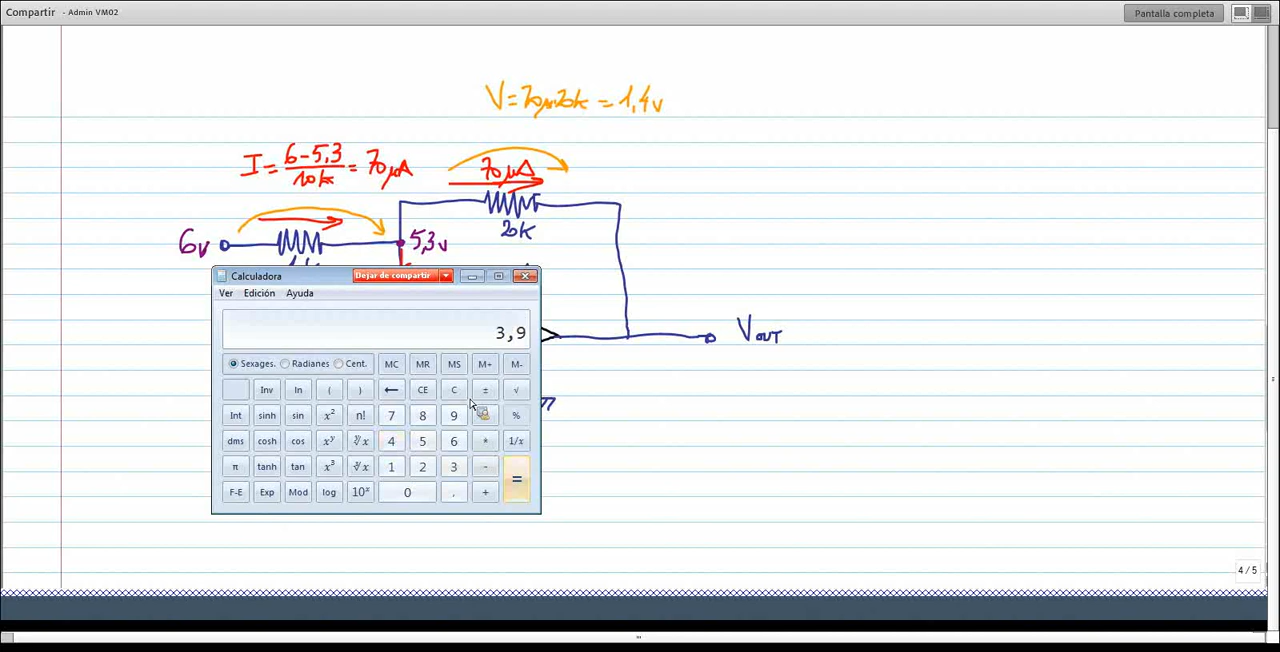 Compartir - Admin VM02
Pantalla completa
V=70µ·20k = 1,4v
I = 6-5,3 / 10k = 70µA
70µA
20k
6v
5,3v
Calculadora
Dejar de compartir
Ver Edición Ayuda
3,9
Sexages. Radianes Cent. MC MR MS M+ M-
Inv ln ( ) ← CE C ± √
Int sinh sin x² n! 7 8 9 %
dms cosh cos xʸ ʸ√x 4 5 6 * 1/x
π tanh tan x³ ³√x 1 2 3 - =
F-E Exp Mod log 10ˣ 0 , +
VOUT
4 / 5